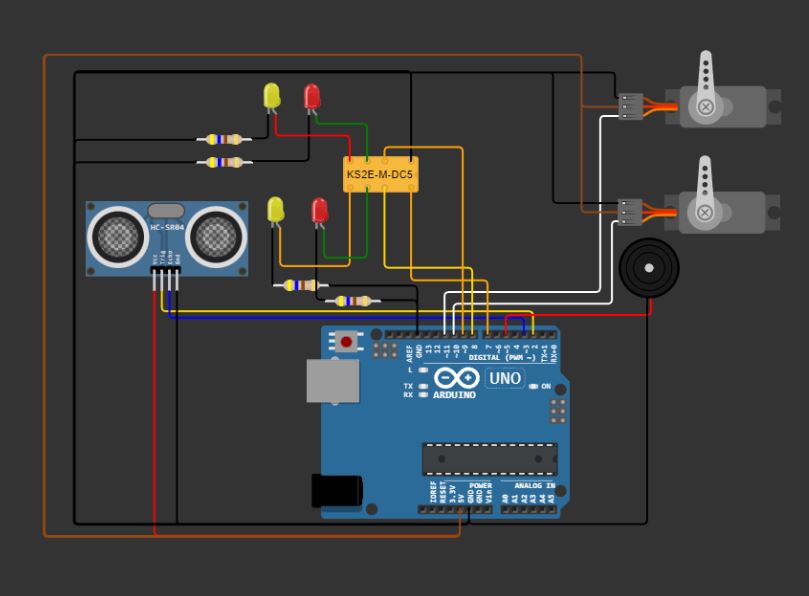 KS2E-M-DC5
HC-SR04
Vcc
Trig
Echo
Gnd
AREF
GND
13
12
~11
~10
~9
8
7
~6
~5
4
~3
2
TX→1
RX←0
DIGITAL (PWM ~)
L
TX
RX
UNO
ARDUINO
ON
IOREF
RESET
3.3V
5V
GND
GND
Vin
POWER
ANALOG IN
A0
A1
A2
A3
A4
A5